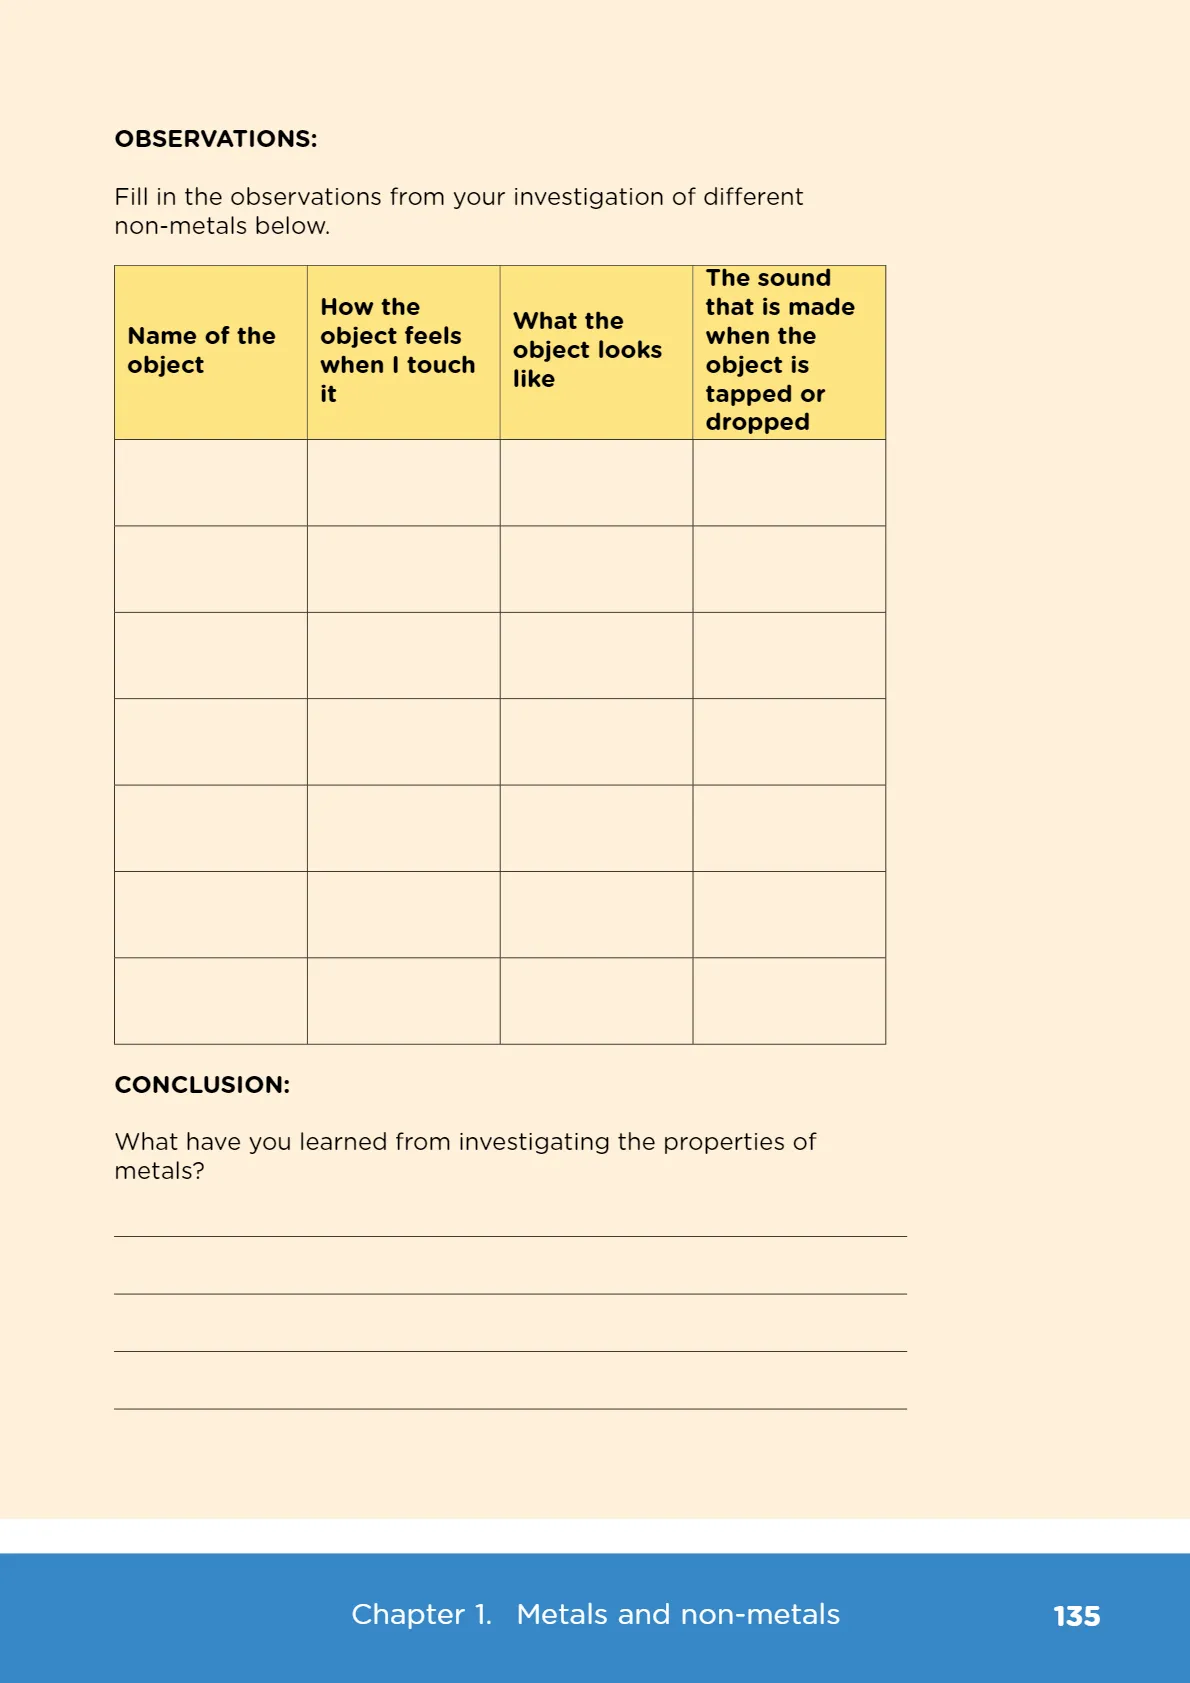 OBSERVATIONS:
Fill in the observations from your investigation of different
non-metals below.
Name of the
object
How the
object feels
when I touch
it
What the
object looks
like
The sound
that is made
when the
object is
tapped or
dropped
CONCLUSION:
What have you learned from investigating the properties of
metals?
Chapter 1. Metals and non-metals
135